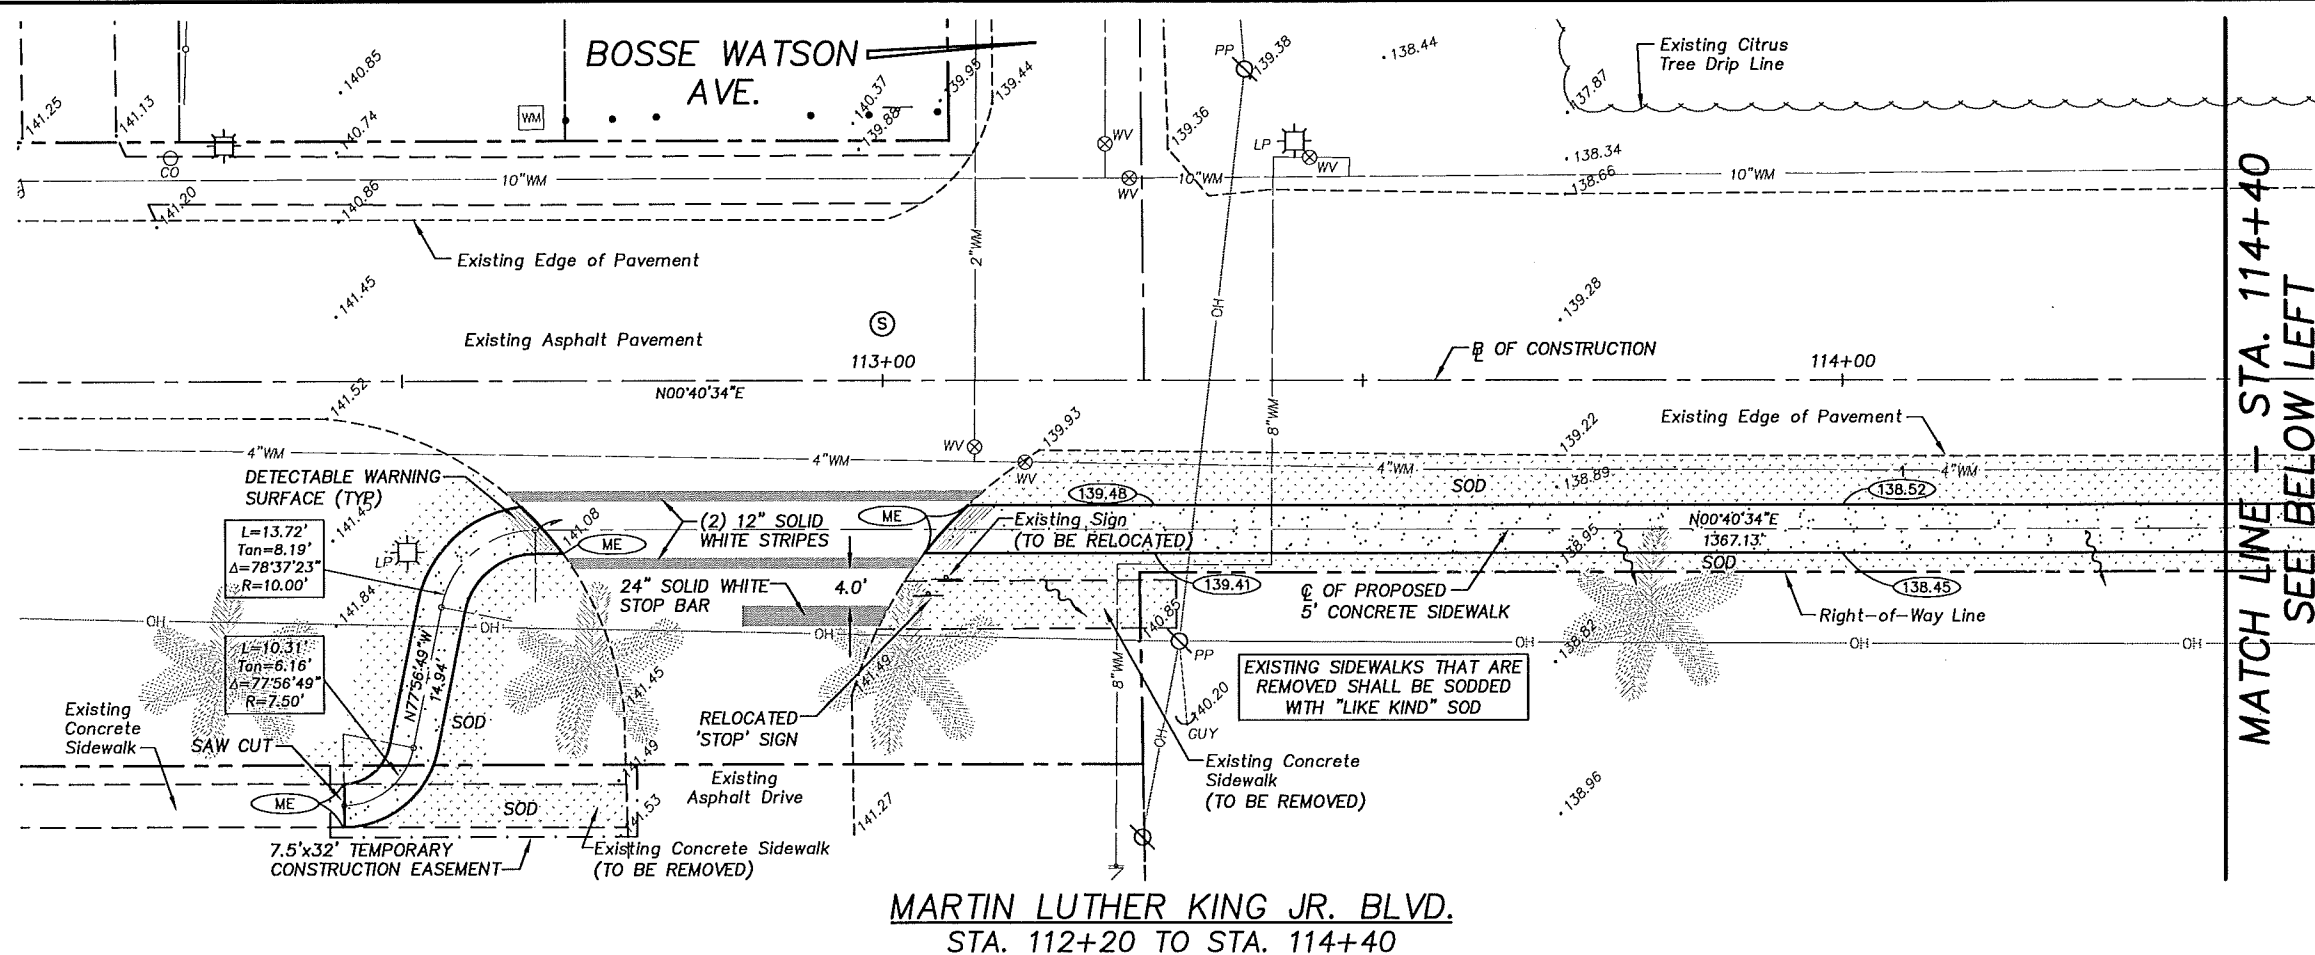 BOSSE WATSON
AVE.
141.25
141.13
140.85
140.74
140.86
141.20
CO
WM
140.37
139.88
139.95
139.44
WV
WV
PP
139.38
139.36
LP
WV
138.44
137.87
138.34
138.66
Existing Citrus
Tree Drip Line
10"WM
10"WM
10"WM
Existing Edge of Pavement
2"WM
141.45
OH
139.28
Existing Asphalt Pavement
S
113+00
N00°40'34"E
℄ OF CONSTRUCTION
114+00
141.52
139.93
8"WM
Existing Edge of Pavement
139.22
4"WM
WV
4"WM
WV
4"WM
4"WM
DETECTABLE WARNING
SURFACE (TYP)
141.45
141.08
139.48
SOD
138.89
138.52
L=13.72'
Tan=8.19'
Δ=78°37'23"
R=10.00'
LP
ME
(2) 12" SOLID
WHITE STRIPES
ME
Existing Sign
(TO BE RELOCATED)
N00°40'34"E
1367.13'
138.95
SOD
141.84
24" SOLID WHITE
STOP BAR
4.0'
139.41
℄ OF PROPOSED
5' CONCRETE SIDEWALK
138.45
Right-of-Way Line
OH
OH
OH
140.85
OH
OH
OH
138.82
L=10.31'
Tan=6.16'
Δ=77°56'49"
R=7.50'
N77°56'49"W
14.94'
SOD
141.45
141.49
PP
8"WM
140.20
GUY
OH
EXISTING SIDEWALKS THAT ARE
REMOVED SHALL BE SODDED
WITH "LIKE KIND" SOD
Existing
Concrete
Sidewalk
SAW CUT
RELOCATED
'STOP' SIGN
141.49
Existing
Asphalt Drive
Existing Concrete
Sidewalk
(TO BE REMOVED)
138.96
ME
SOD
141.53
141.27
7.5'x32' TEMPORARY
CONSTRUCTION EASEMENT
Existing Concrete Sidewalk
(TO BE REMOVED)
MATCH LINE - STA. 114+40
SEE BELOW LEFT
MARTIN LUTHER KING JR. BLVD.
STA. 112+20 TO STA. 114+40